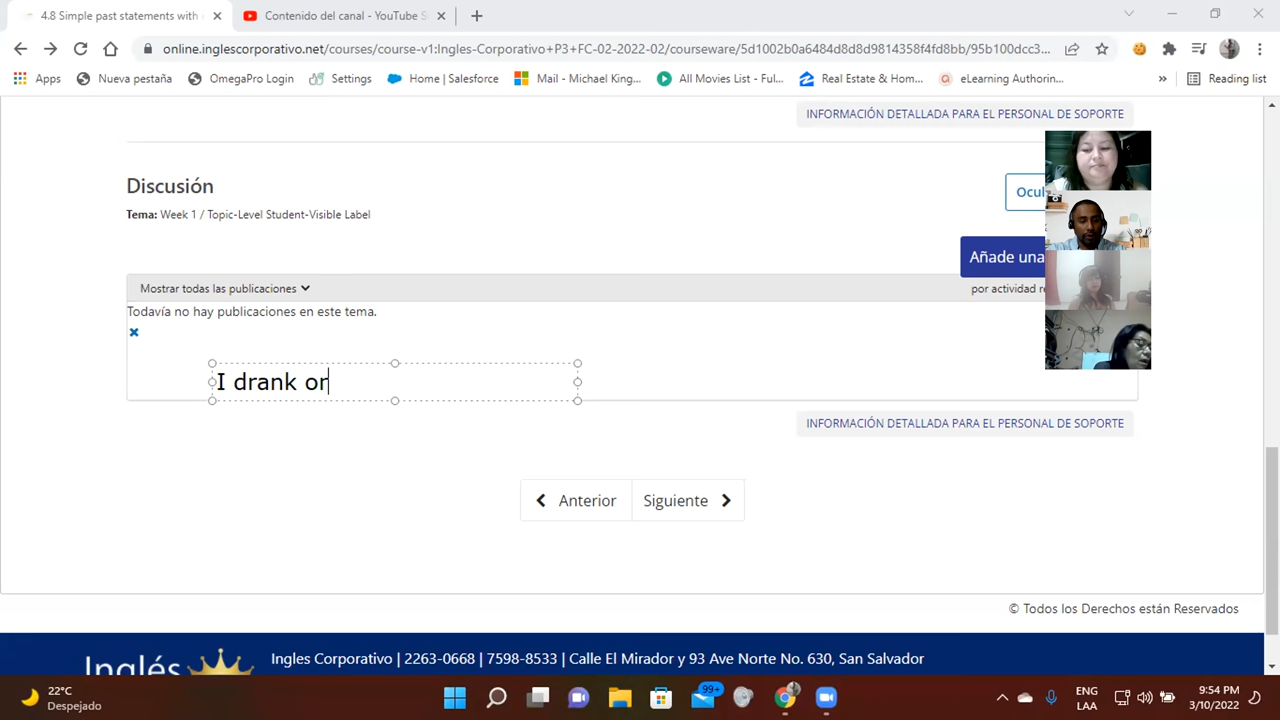 4.8 Simple past statements with
Contenido del canal - YouTube S
online.inglescorporativo.net/courses/course-v1:Ingles-Corporativo+P3+FC-02-2022-02/courseware/5d1002b0a6484d8d8d9814358f4fd8bb/95b100dcc3...
Apps
Nueva pestaña
OmegaPro Login
Settings
Home | Salesforce
Mail - Michael King...
All Movies List - Ful...
Real Estate & Hom...
eLearning Authorin...
»
Reading list
INFORMACIÓN DETALLADA PARA EL PERSONAL DE SOPORTE
Discusión
Ocul
Tema: Week 1 / Topic-Level Student-Visible Label
Añade una
Mostrar todas las publicaciones
por actividad re
Todavía no hay publicaciones en este tema.
I drank or
INFORMACIÓN DETALLADA PARA EL PERSONAL DE SOPORTE
Anterior
Siguiente
© Todos los Derechos están Reservados
Inglés
Ingles Corporativo | 2263-0668 | 7598-8533 | Calle El Mirador y 93 Ave Norte No. 630, San Salvador
22°C
Despejado
99+
ENG
LAA
9:54 PM
3/10/2022